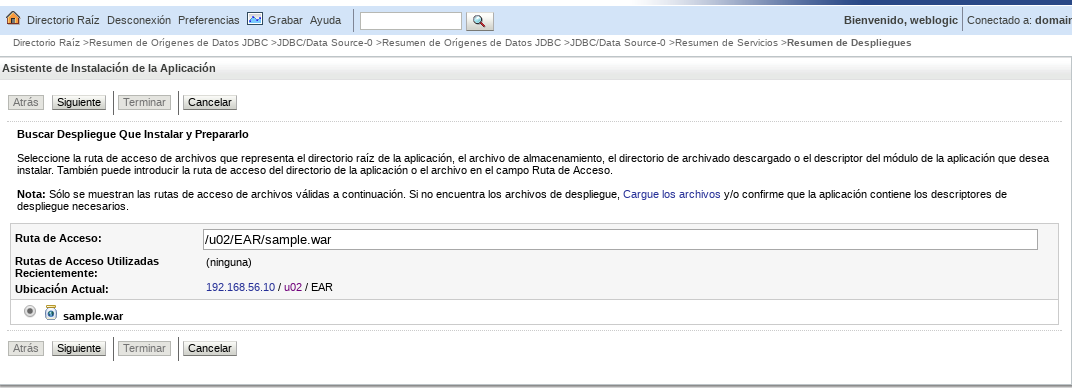 Directorio Raíz Desconexión Preferencias Grabar Ayuda Bienvenido, weblogic Conectado a: domain
Directorio Raíz >Resumen de Orígenes de Datos JDBC >JDBC/Data Source-0 >Resumen de Orígenes de Datos JDBC >JDBC/Data Source-0 >Resumen de Servicios >Resumen de Despliegues
Asistente de Instalación de la Aplicación
Atrás Siguiente Terminar Cancelar
Buscar Despliegue Que Instalar y Prepararlo
Seleccione la ruta de acceso de archivos que representa el directorio raíz de la aplicación, el archivo de almacenamiento, el directorio de archivado descargado o el descriptor del módulo de la aplicación que desea
instalar. También puede introducir la ruta de acceso del directorio de la aplicación o el archivo en el campo Ruta de Acceso.
Nota: Sólo se muestran las rutas de acceso de archivos válidas a continuación. Si no encuentra los archivos de despliegue, Cargue los archivos y/o confirme que la aplicación contiene los descriptores de
despliegue necesarios.
Ruta de Acceso: /u02/EAR/sample.war
Rutas de Acceso Utilizadas (ninguna)
Recientemente:
Ubicación Actual: 192.168.56.10 / u02 / EAR
sample.war
Atrás Siguiente Terminar Cancelar